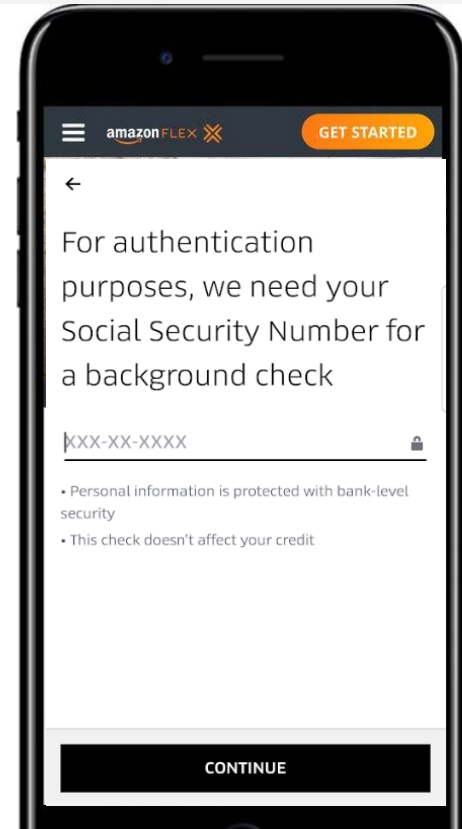 amazon FLEX
GET STARTED
For authentication
purposes, we need your
Social Security Number for
a background check
XXX-XX-XXXX
• Personal information is protected with bank-level
security
• This check doesn't affect your credit
CONTINUE